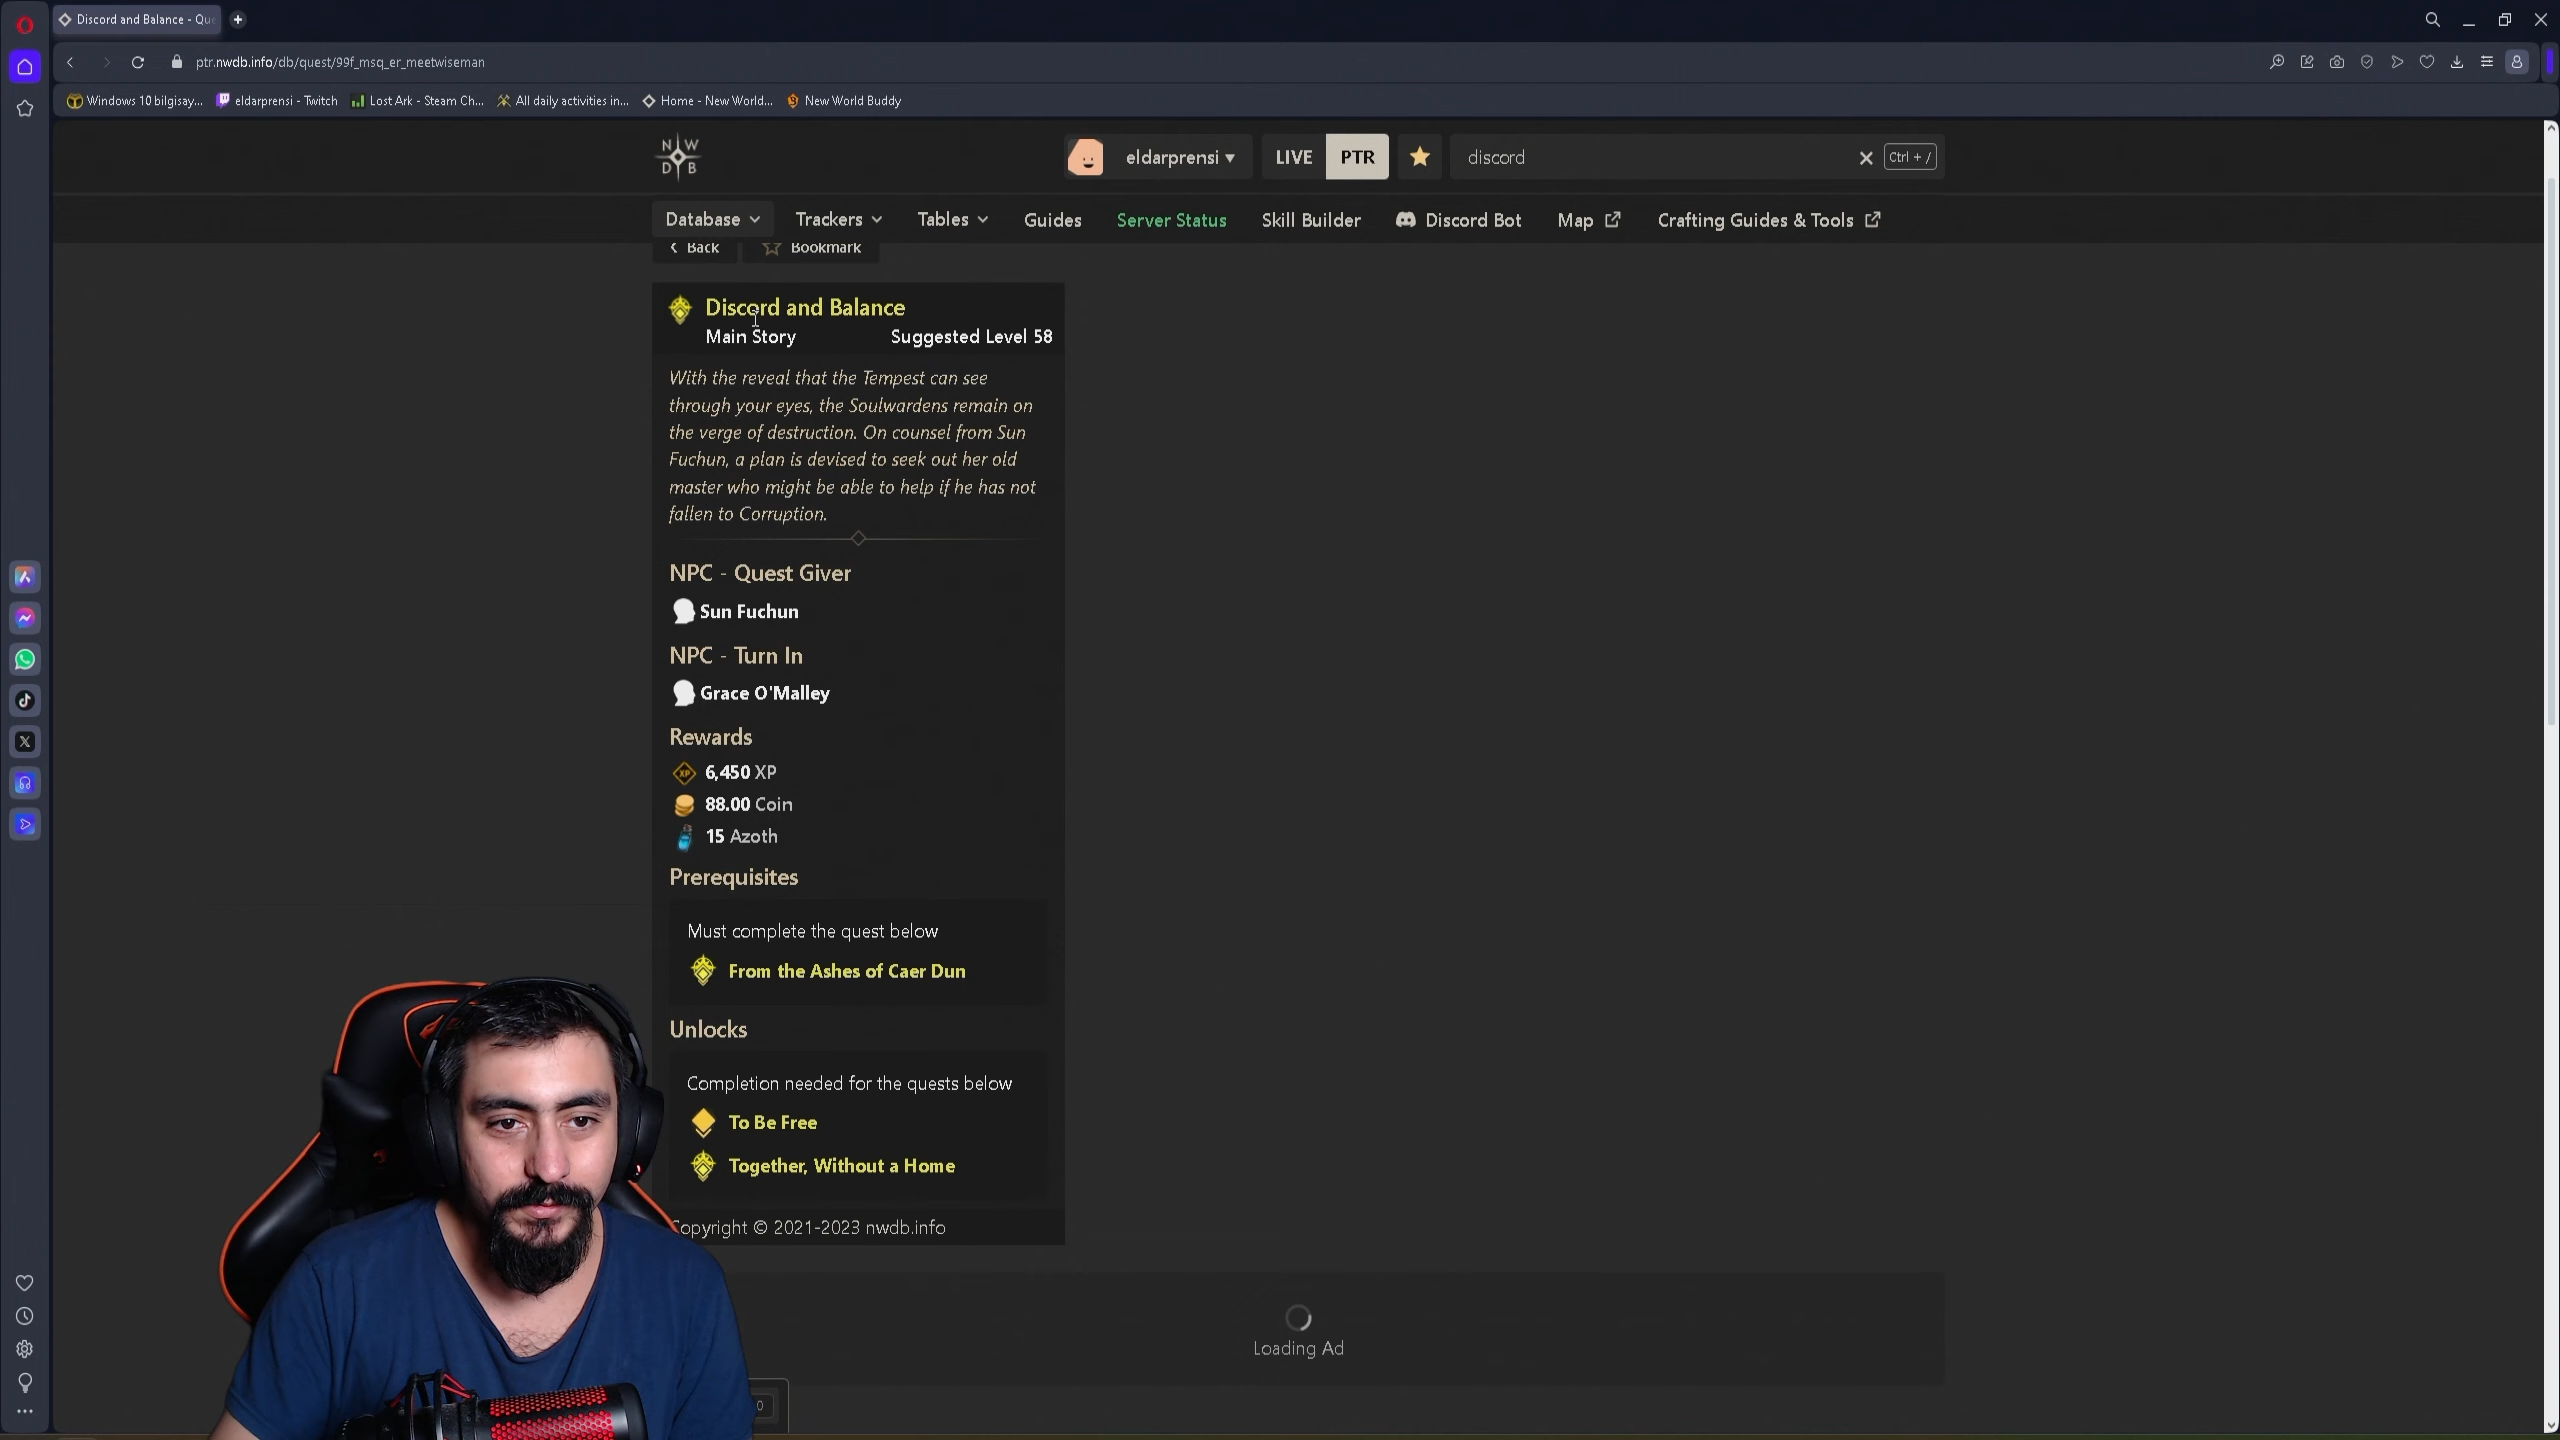 Discord and Balance - Que
ptr.nwdb.info/db/quest/99f_msq_er_meetwiseman
Windows 10 bilgisay...
eldarprensi - Twitch
Lost Ark - Steam Ch...
All daily activities in...
Home - New World...
New World Buddy
N W
D B
eldarprensi
LIVE
PTR
discord
Ctrl + /
Database
Trackers
Tables
Guides
Server Status
Skill Builder
Discord Bot
Map
Crafting Guides & Tools
Back
Bookmark
Discord and Balance
Main Story
Suggested Level 58
With the reveal that the Tempest can see
through your eyes, the Soulwardens remain on
the verge of destruction. On counsel from Sun
Fuchun, a plan is devised to seek out her old
master who might be able to help if he has not
fallen to Corruption.
NPC - Quest Giver
Sun Fuchun
NPC - Turn In
Grace O'Malley
Rewards
XP
6,450 XP
88.00 Coin
15 Azoth
Prerequisites
Must complete the quest below
From the Ashes of Caer Dun
Unlocks
Completion needed for the quests below
To Be Free
Together, Without a Home
Copyright © 2021-2023 nwdb.info
Loading Ad
0